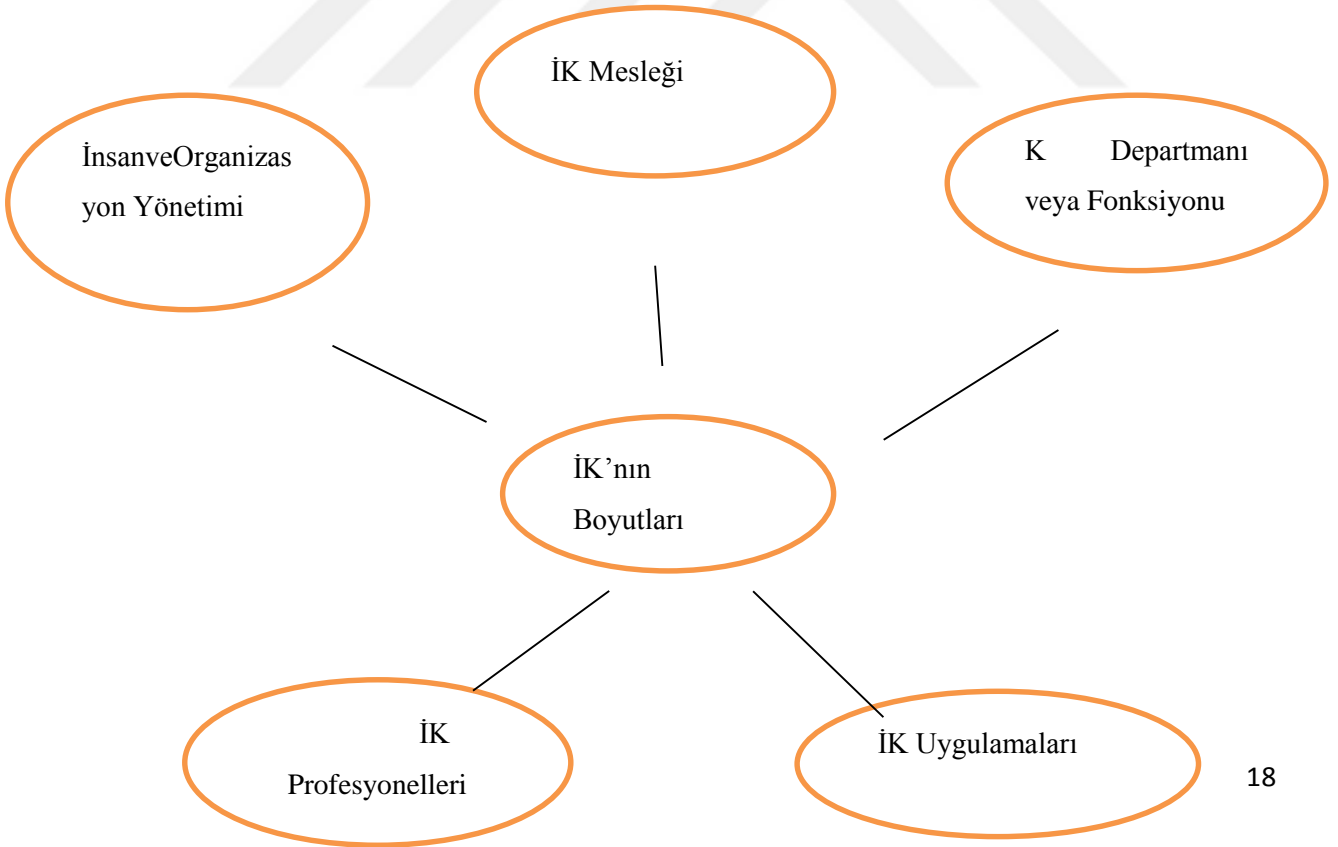 İK Mesleği
İnsanveOrganizas
yon Yönetimi
K Departmanı
veya Fonksiyonu
İK’nın
Boyutları
İK
Profesyonelleri
İK Uygulamaları
18